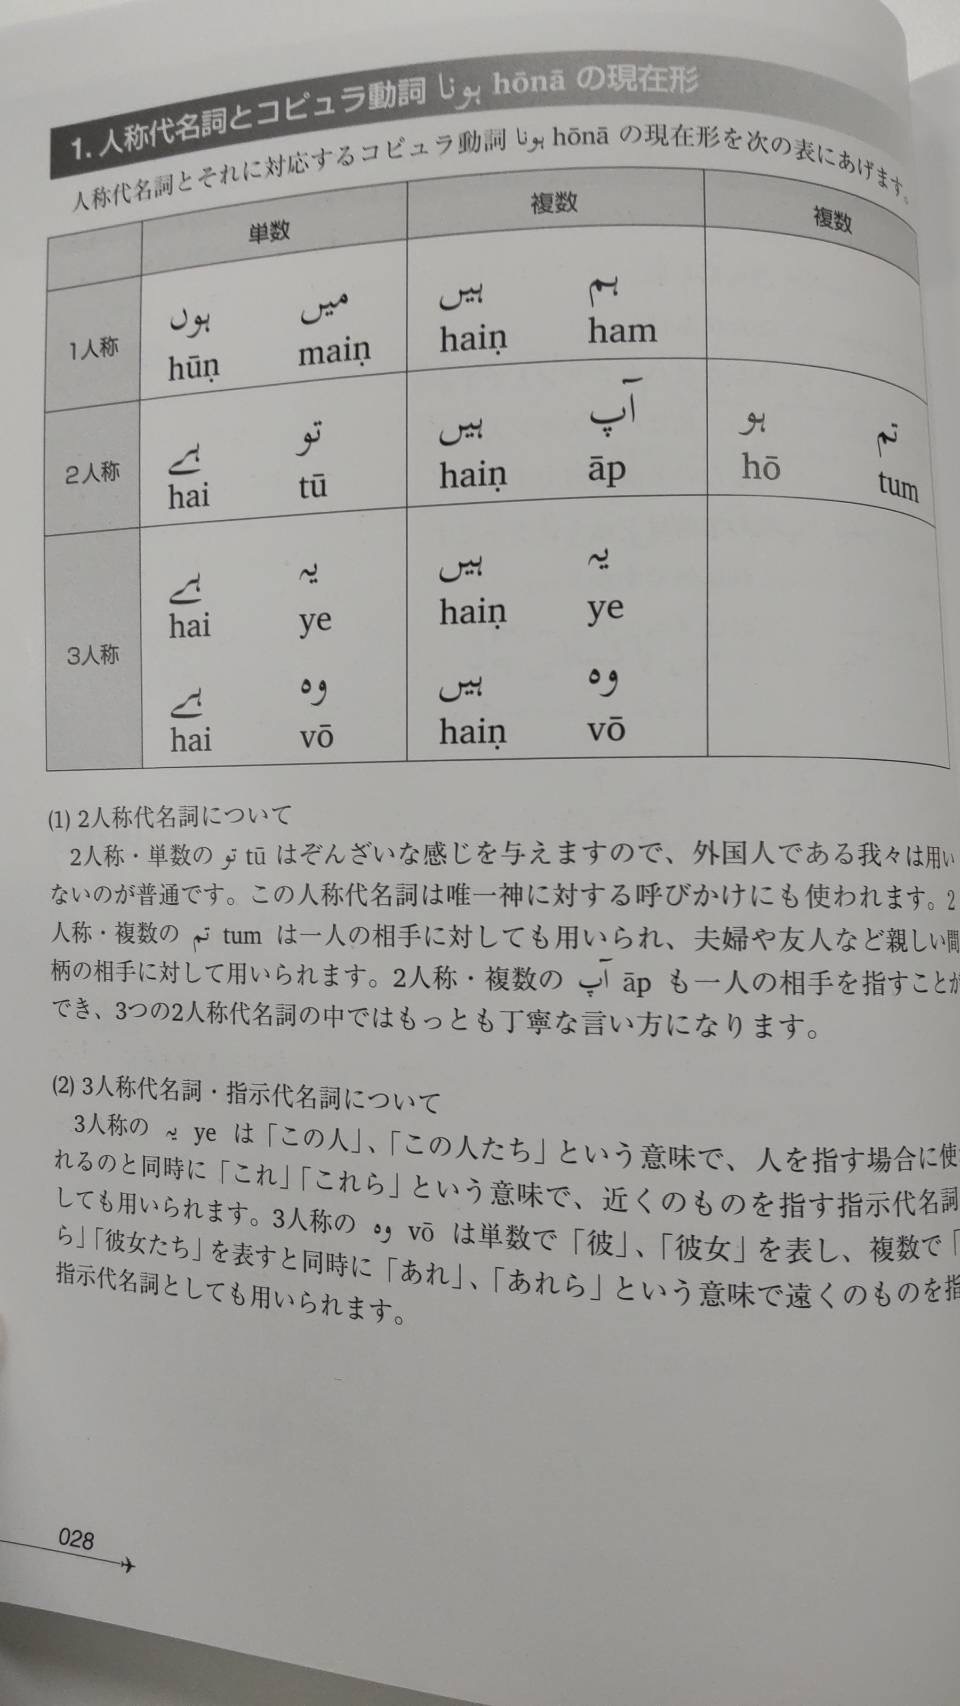 1. 人称代名詞とコピュラ動詞 ہونا hōnā の現在形
人称代名詞とそれに対応するコピュラ動詞 ہونا hōnā の現在形を次の表にあげます。
単数 複数 複数
1人称 ہوں میں ہیں ہم
hūṇ maiṇ haiṇ ham
2人称 ہے تو ہیں آپ ہو تم
hai tū haiṇ āp hō tum
3人称 ہے یہ ہیں یہ
hai ye haiṇ ye
ہے وہ ہیں وہ
hai vō haiṇ vō
(1) 2人称代名詞について
2人称・単数の تو tū はぞんざいな感じを与えますので、外国人である我々は用い
ないのが普通です。この人称代名詞は唯一神に対する呼びかけにも使われます。2
人称・複数の تم tum は一人の相手に対しても用いられ、夫婦や友人など親しい間
柄の相手に対して用いられます。2人称・複数の آپ āp も一人の相手を指すことが
でき、3つの2人称代名詞の中ではもっとも丁寧な言い方になります。
(2) 3人称代名詞・指示代名詞について
3人称の یہ ye は「この人」、「この人たち」という意味で、人を指す場合に使
れるのと同時に「これ」「これら」という意味で、近くのものを指す指示代名詞
しても用いられます。3人称の وہ vō は単数で「彼」、「彼女」を表し、複数で「
ら」「彼女たち」を表すと同時に「あれ」、「あれら」という意味で遠くのものを指
指示代名詞としても用いられます。
028